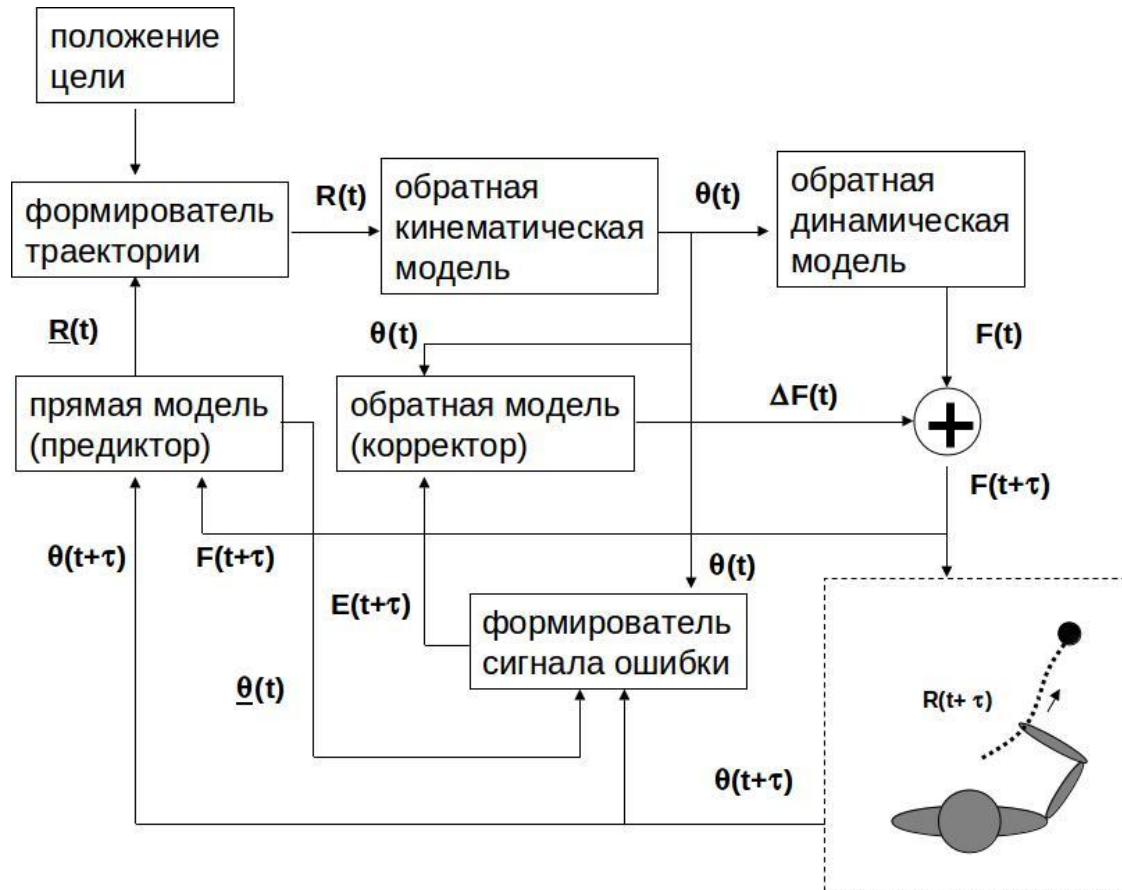 положение
цели
формирователь
траектории
R(t)
обратная
кинематическая
модель
θ(t)
обратная
динамическая
модель
R(t)
θ(t)
F(t)
прямая модель
(предиктор)
обратная модель
(корректор)
ΔF(t)
+
F(t+τ)
θ(t+τ)
F(t+τ)
E(t+τ)
θ(t)
формирователь
сигнала ошибки
θ(t)
R(t+ τ)
θ(t+τ)